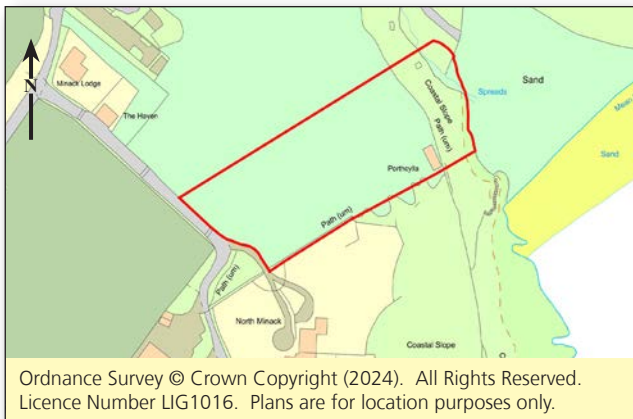 N
Minack Lodge
The Haven
Coastal Slope
Path (um)
Spreads
Sand
Mean
Sand
Porthcylla
Path (um)
Path (um)
North Minack
Coastal Slope
Ordnance Survey © Crown Copyright (2024). All Rights Reserved.
Licence Number LIG1016. Plans are for location purposes only.